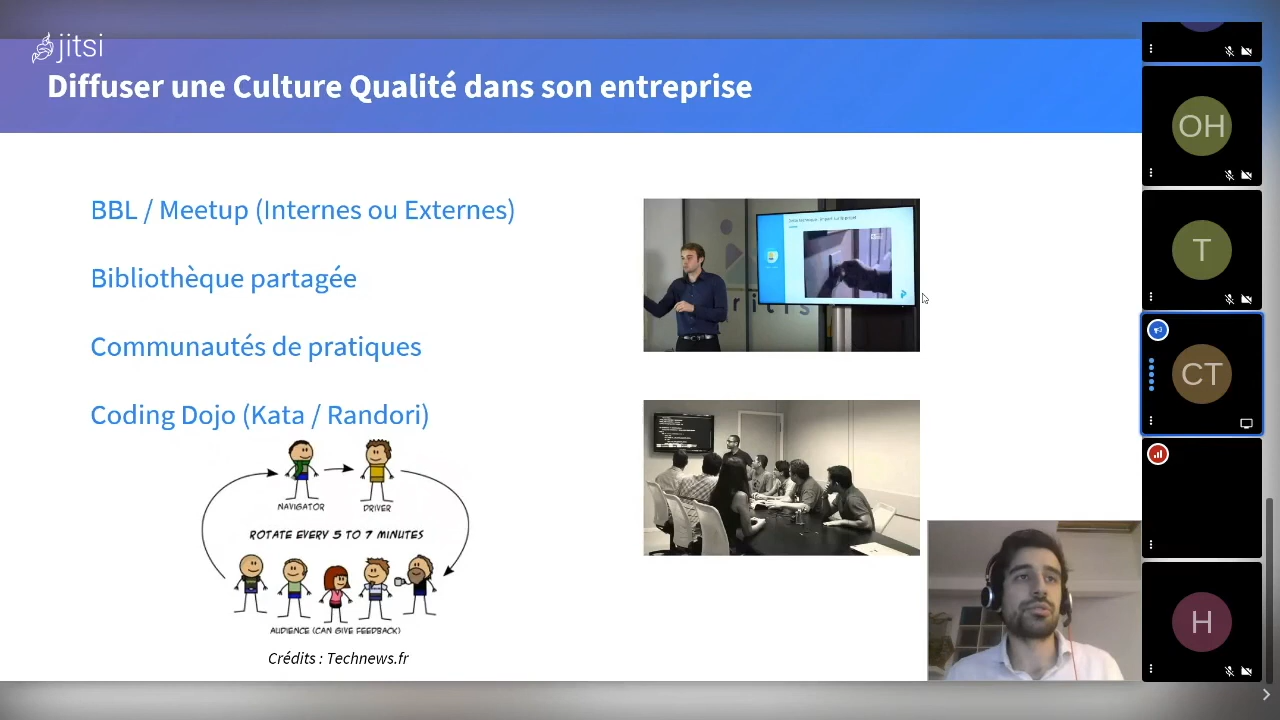 jitsi
Diffuser une Culture Qualité dans son entreprise
BBL / Meetup (Internes ou Externes)
Bibliothèque partagée
Communautés de pratiques
Coding Dojo (Kata / Randori)
NAVIGATOR
DRIVER
ROTATE EVERY 5 TO 7 MINUTES
AUDIENCE (CAN GIVE FEEDBACK)
Crédits : Technews.fr
OH
T
CT
H